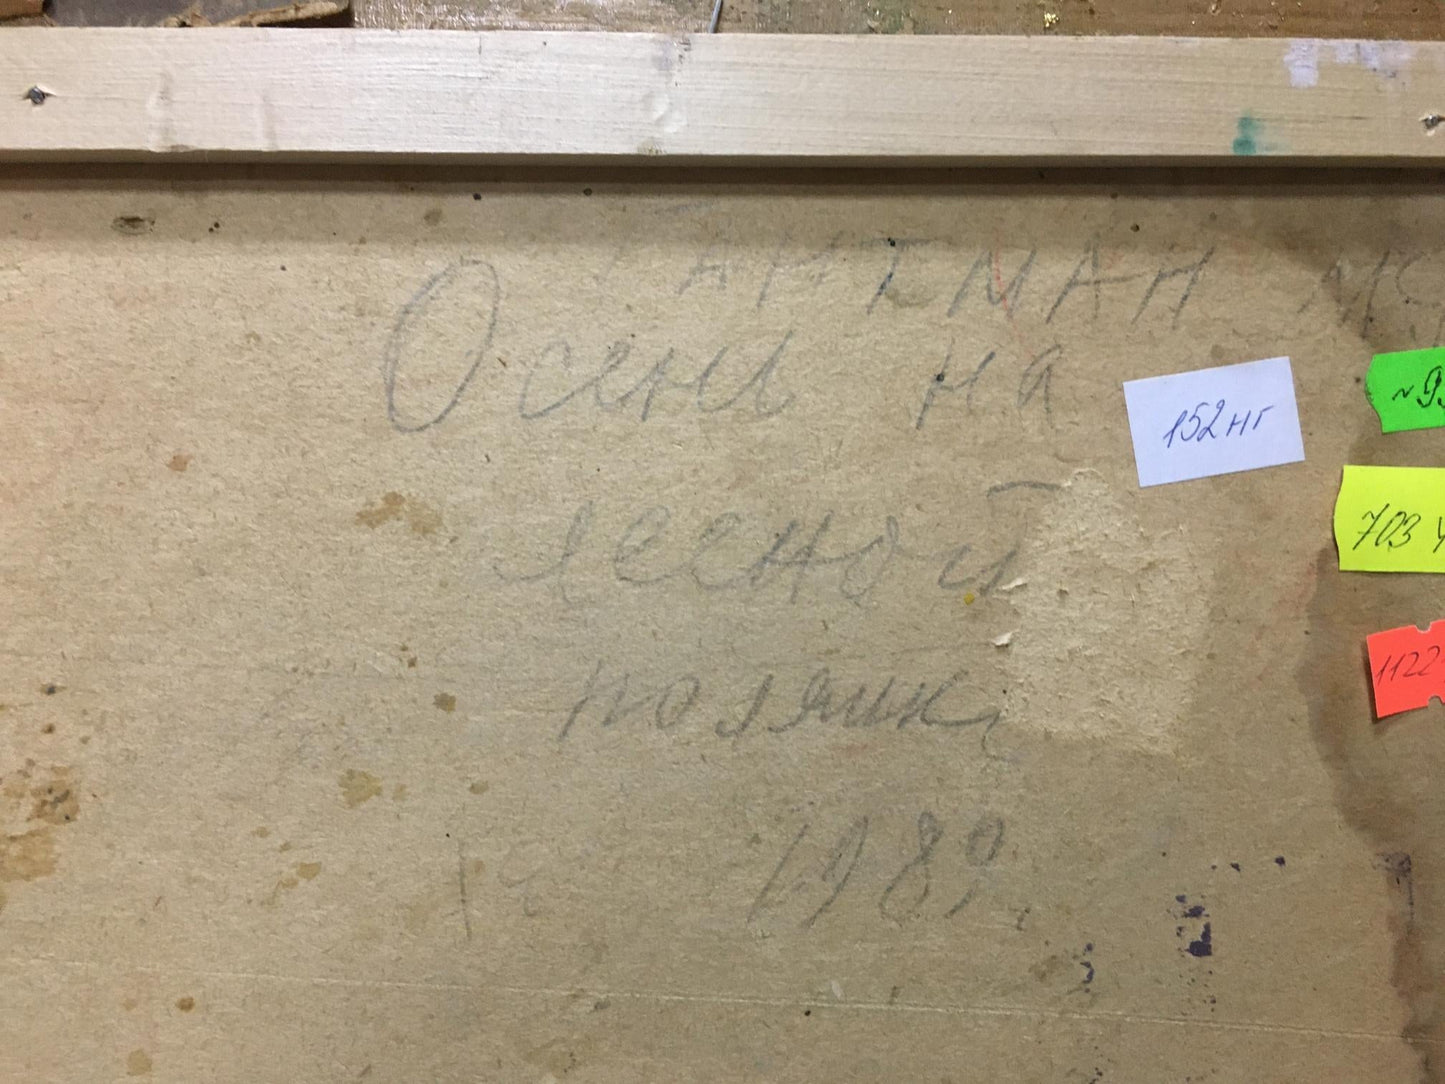 ГАРТМАН
Осень на
лесной
полянке
1989.
152 нг
703
1122